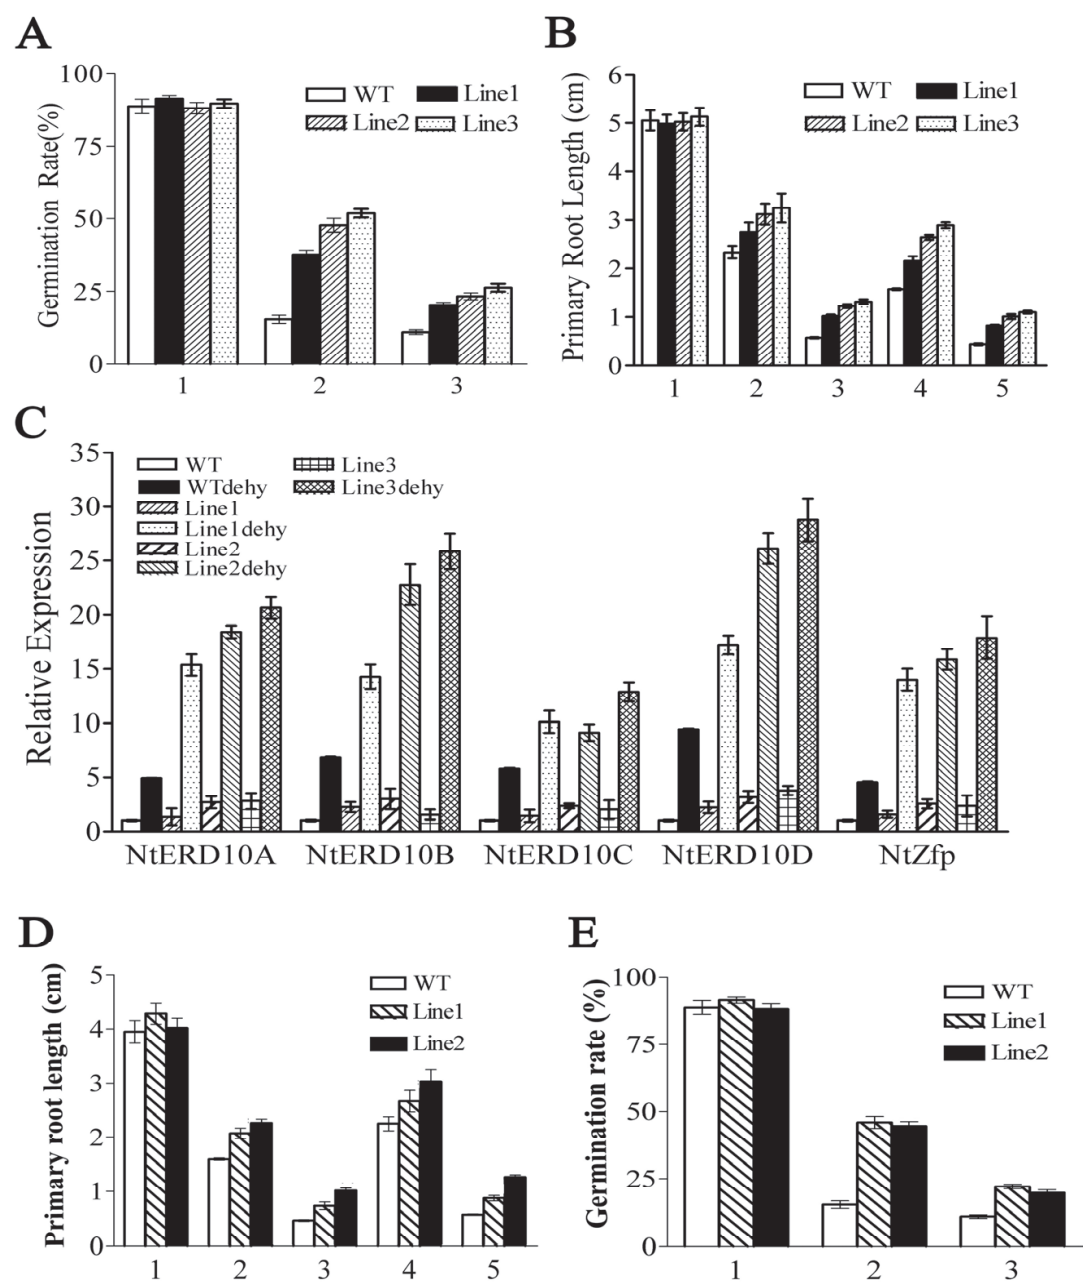 A
Germination Rate(%)
100
75
50
25
0
WT
Line1
Line2
Line3
1 2 3
B
Primary Root Length (cm)
6
5
4
3
2
1
0
WT
Line1
Line2
Line3
1 2 3 4 5
C
Relative Expression
35
30
25
20
15
10
5
0
WT
WTdehy
Line1
Line1dehy
Line2
Line2dehy
Line3
Line3dehy
NtERD10A NtERD10B NtERD10C NtERD10D NtZfp
D
Primary root length (cm)
5
4
3
2
1
0
WT
Line1
Line2
1 2 3 4 5
E
Germination rate (%)
100
75
50
25
0
WT
Line1
Line2
1 2 3